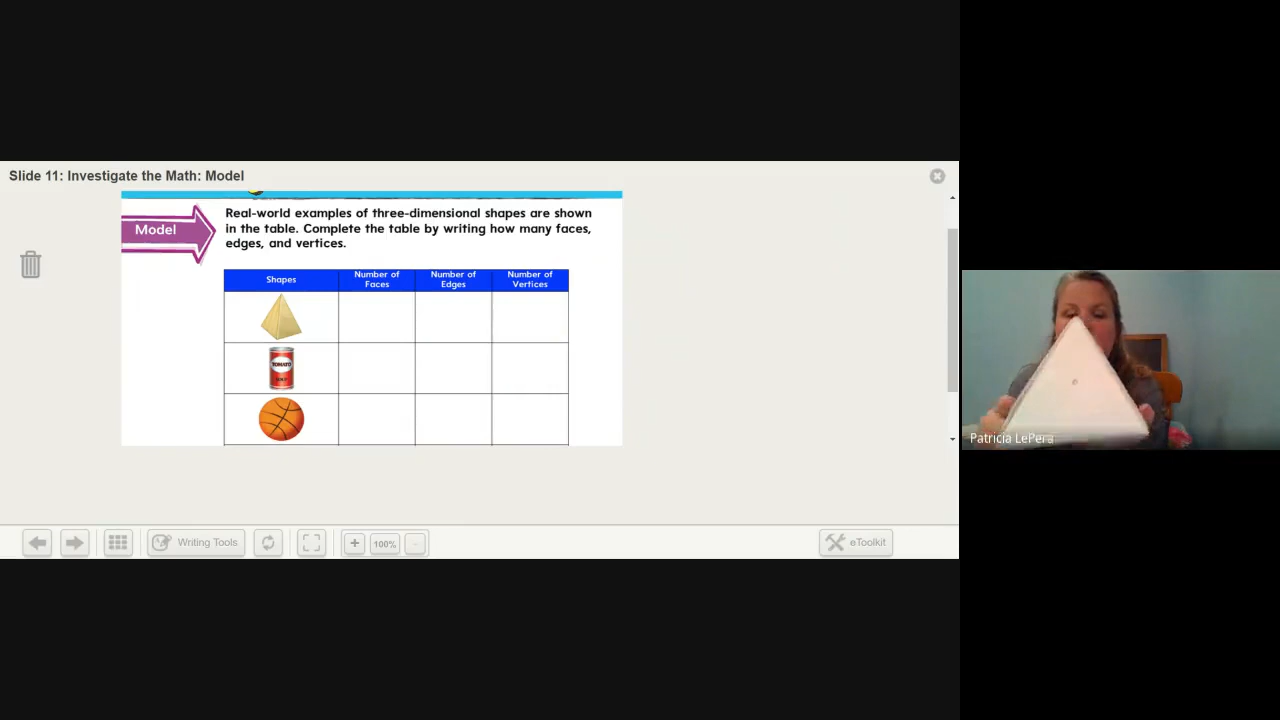 Slide 11: Investigate the Math: Model
Model
Real-world examples of three-dimensional shapes are shown
in the table. Complete the table by writing how many faces,
edges, and vertices.
Shapes
Number of
Faces
Number of
Edges
Number of
Vertices
TOMATO
Patricia LePera
Writing Tools
100%
eToolkit